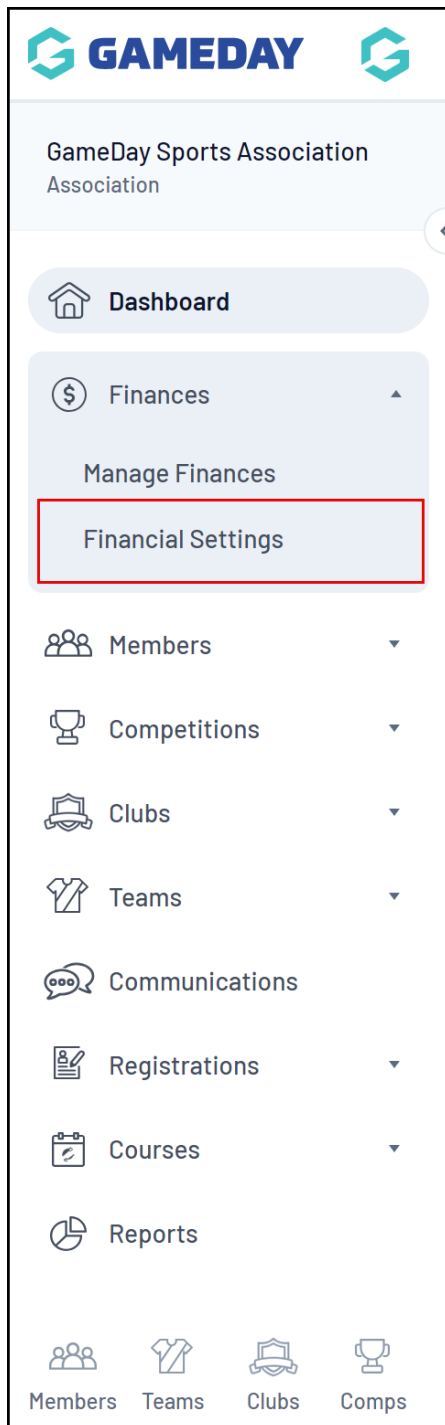 GAMEDAY
GameDay Sports Association
Association
Dashboard
Finances
Manage Finances
Financial Settings
Members
Competitions
Clubs
Teams
Communications
Registrations
Courses
Reports
Members Teams Clubs Comps